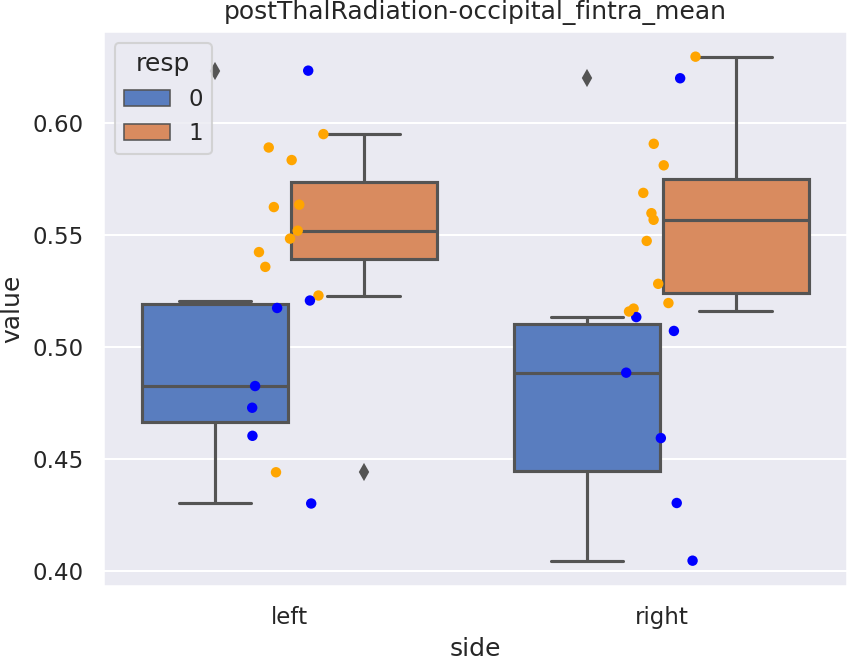 postThalRadiation-occipital_fintra_mean
resp
0
1
0.60
0.55
0.50
0.45
0.40
value
left
right
side